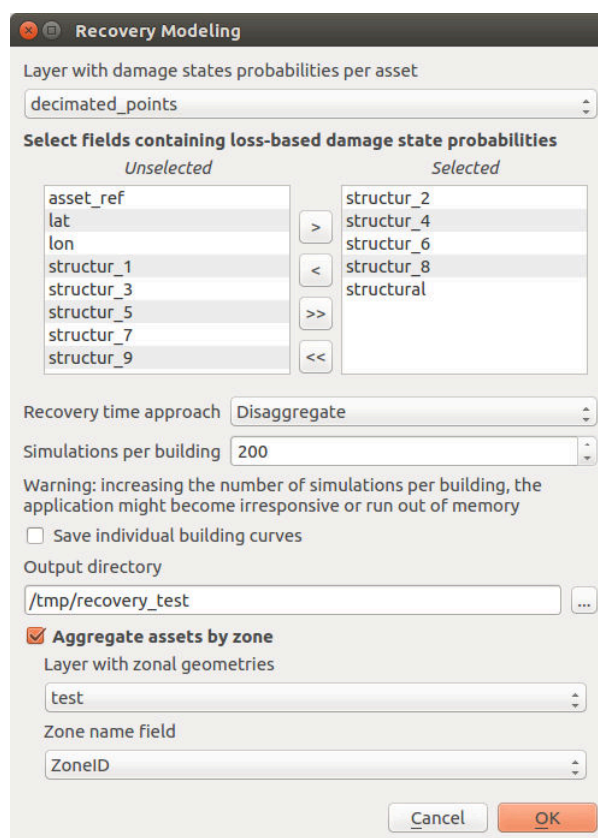 Recovery Modeling
Layer with damage states probabilities per asset
decimated_points
Select fields containing loss-based damage state probabilities
Unselected Selected
asset_ref structur_2
lat > structur_4
lon structur_6
structur_1 < structur_8
structur_3 structural
structur_5 >>
structur_7
structur_9 <<
Recovery time approach Disaggregate
Simulations per building 200
Warning: increasing the number of simulations per building, the
application might become irresponsive or run out of memory
Save individual building curves
Output directory
/tmp/recovery_test ...
Aggregate assets by zone
Layer with zonal geometries
test
Zone name field
ZoneID
Cancel OK